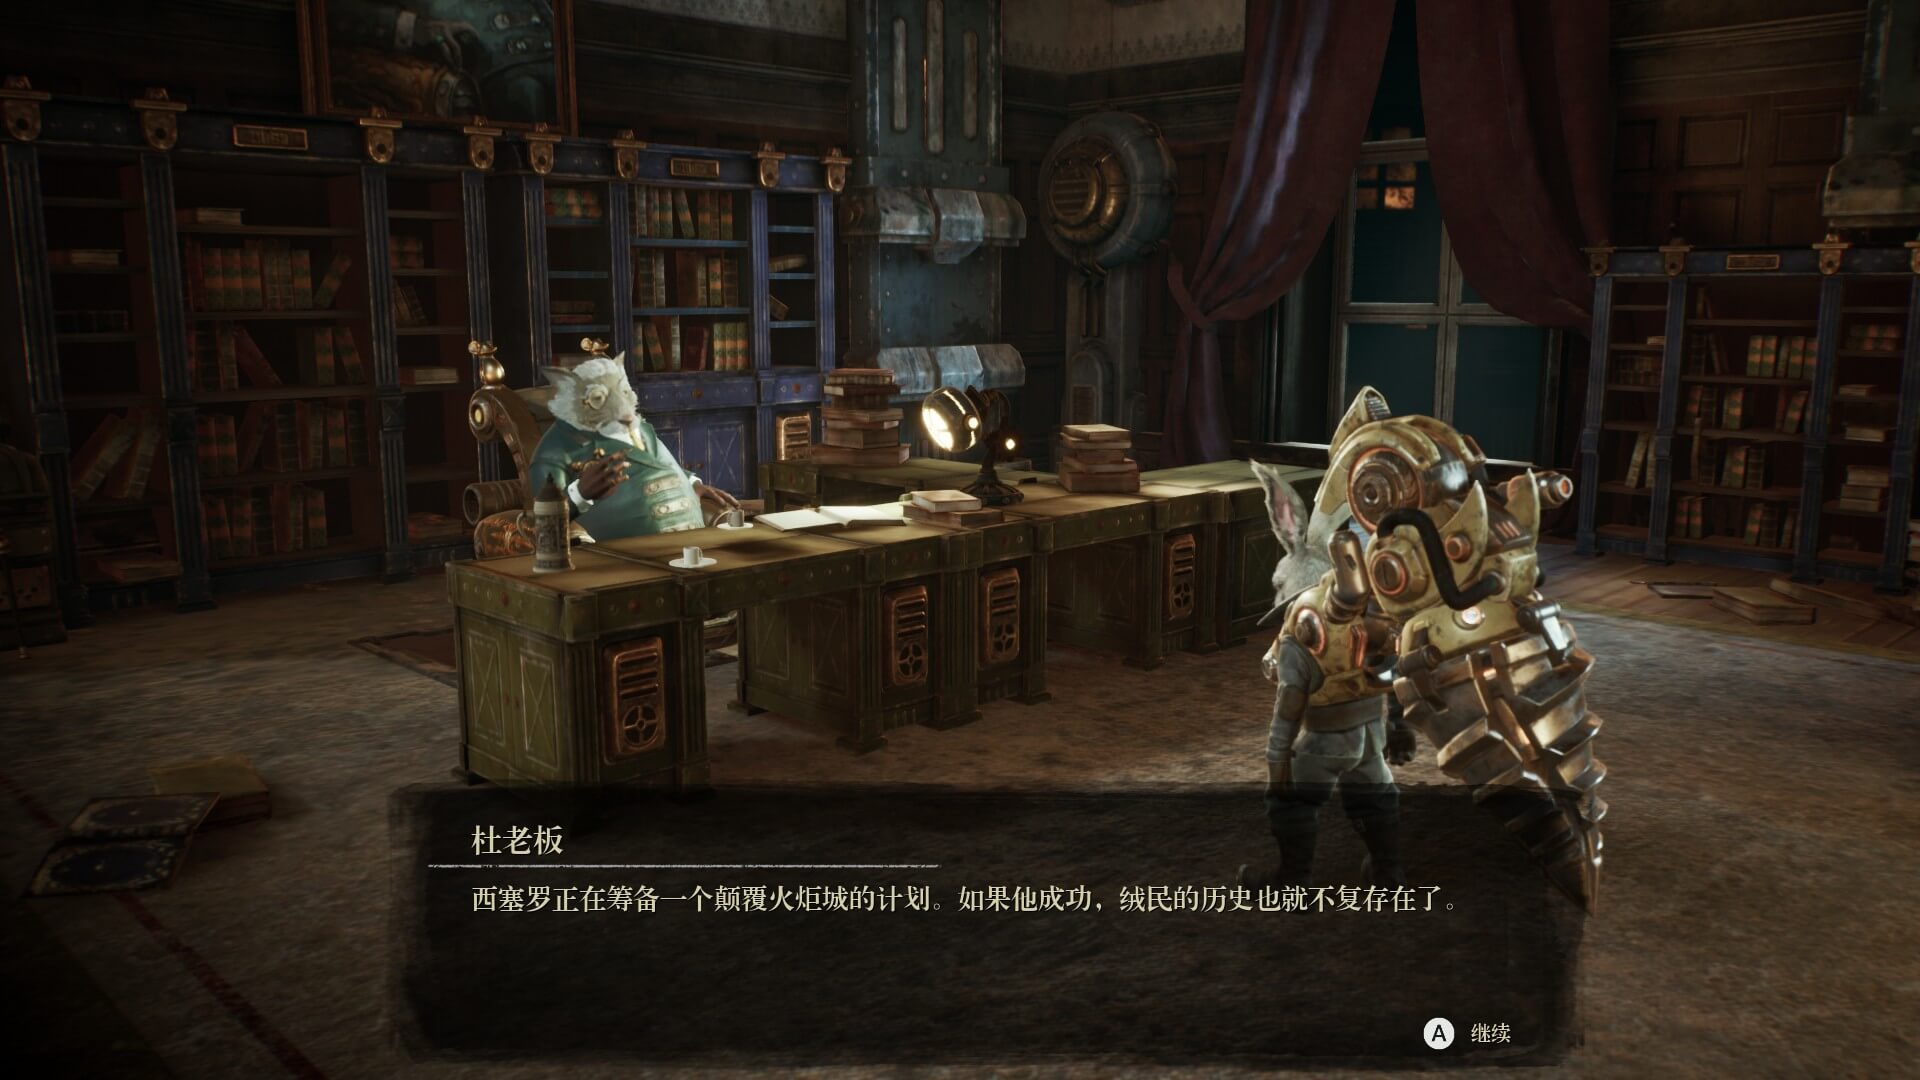 杜老板
西塞罗正在筹备一个颠覆火炬城的计划。如果他成功，绒民的历史也就不复存在了。
A 继续